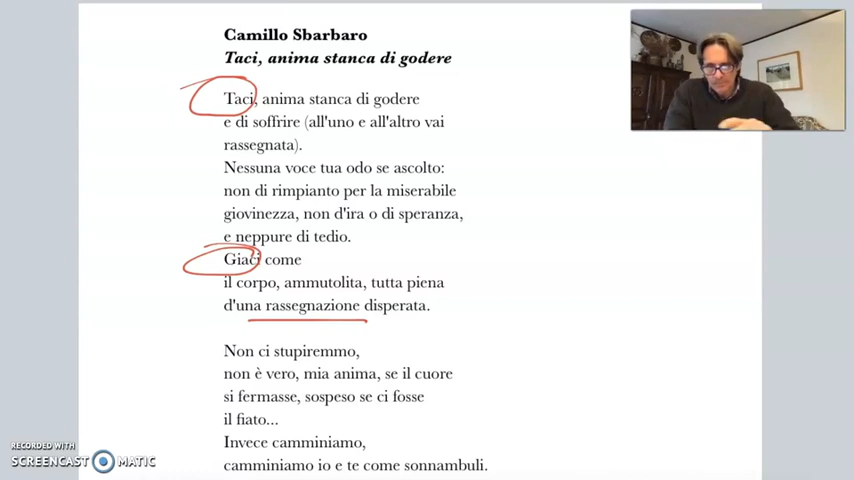 Camillo Sbarbaro
Taci, anima stanca di godere
Taci, anima stanca di godere
e di soffrire (all'uno e all'altro vai
rassegnata).
Nessuna voce tua odo se ascolto:
non di rimpianto per la miserabile
giovinezza, non d'ira o di speranza,
e neppure di tedio.
Giaci come
il corpo, ammutolita, tutta piena
d'una rassegnazione disperata.
Non ci stupiremmo,
non è vero, mia anima, se il cuore
si fermasse, sospeso se ci fosse
il fiato...
Invece camminiamo,
camminiamo io e te come sonnambuli.
RECORDED WITH
SCREENCAST MATIC